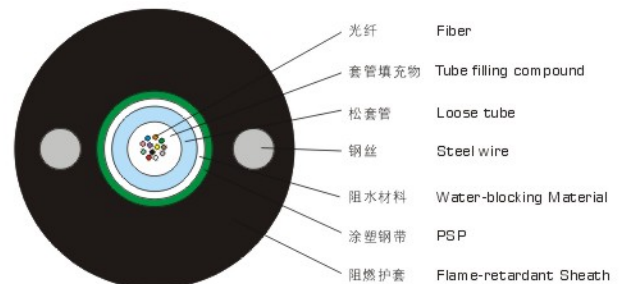 光纤 Fiber
套管填充物 Tube filling compound
松套管 Loose tube
钢丝 Steel wire
阻水材料 Water-blocking Material
涂塑钢带 PSP
阻燃护套 Flame-retardant Sheath